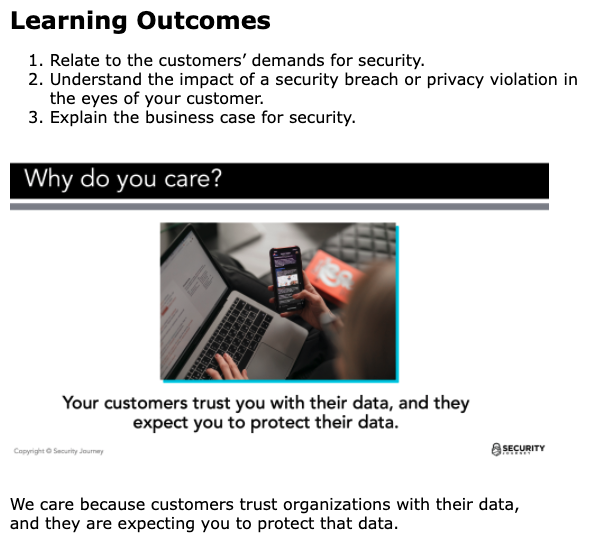 Learning Outcomes
1. Relate to the customers’ demands for security.
2. Understand the impact of a security breach or privacy violation in
the eyes of your customer.
3. Explain the business case for security.
Why do you care?
Your customers trust you with their data, and they
expect you to protect their data.
Copyright © Security Journey
SECURITY
JOURNEY
We care because customers trust organizations with their data,
and they are expecting you to protect that data.